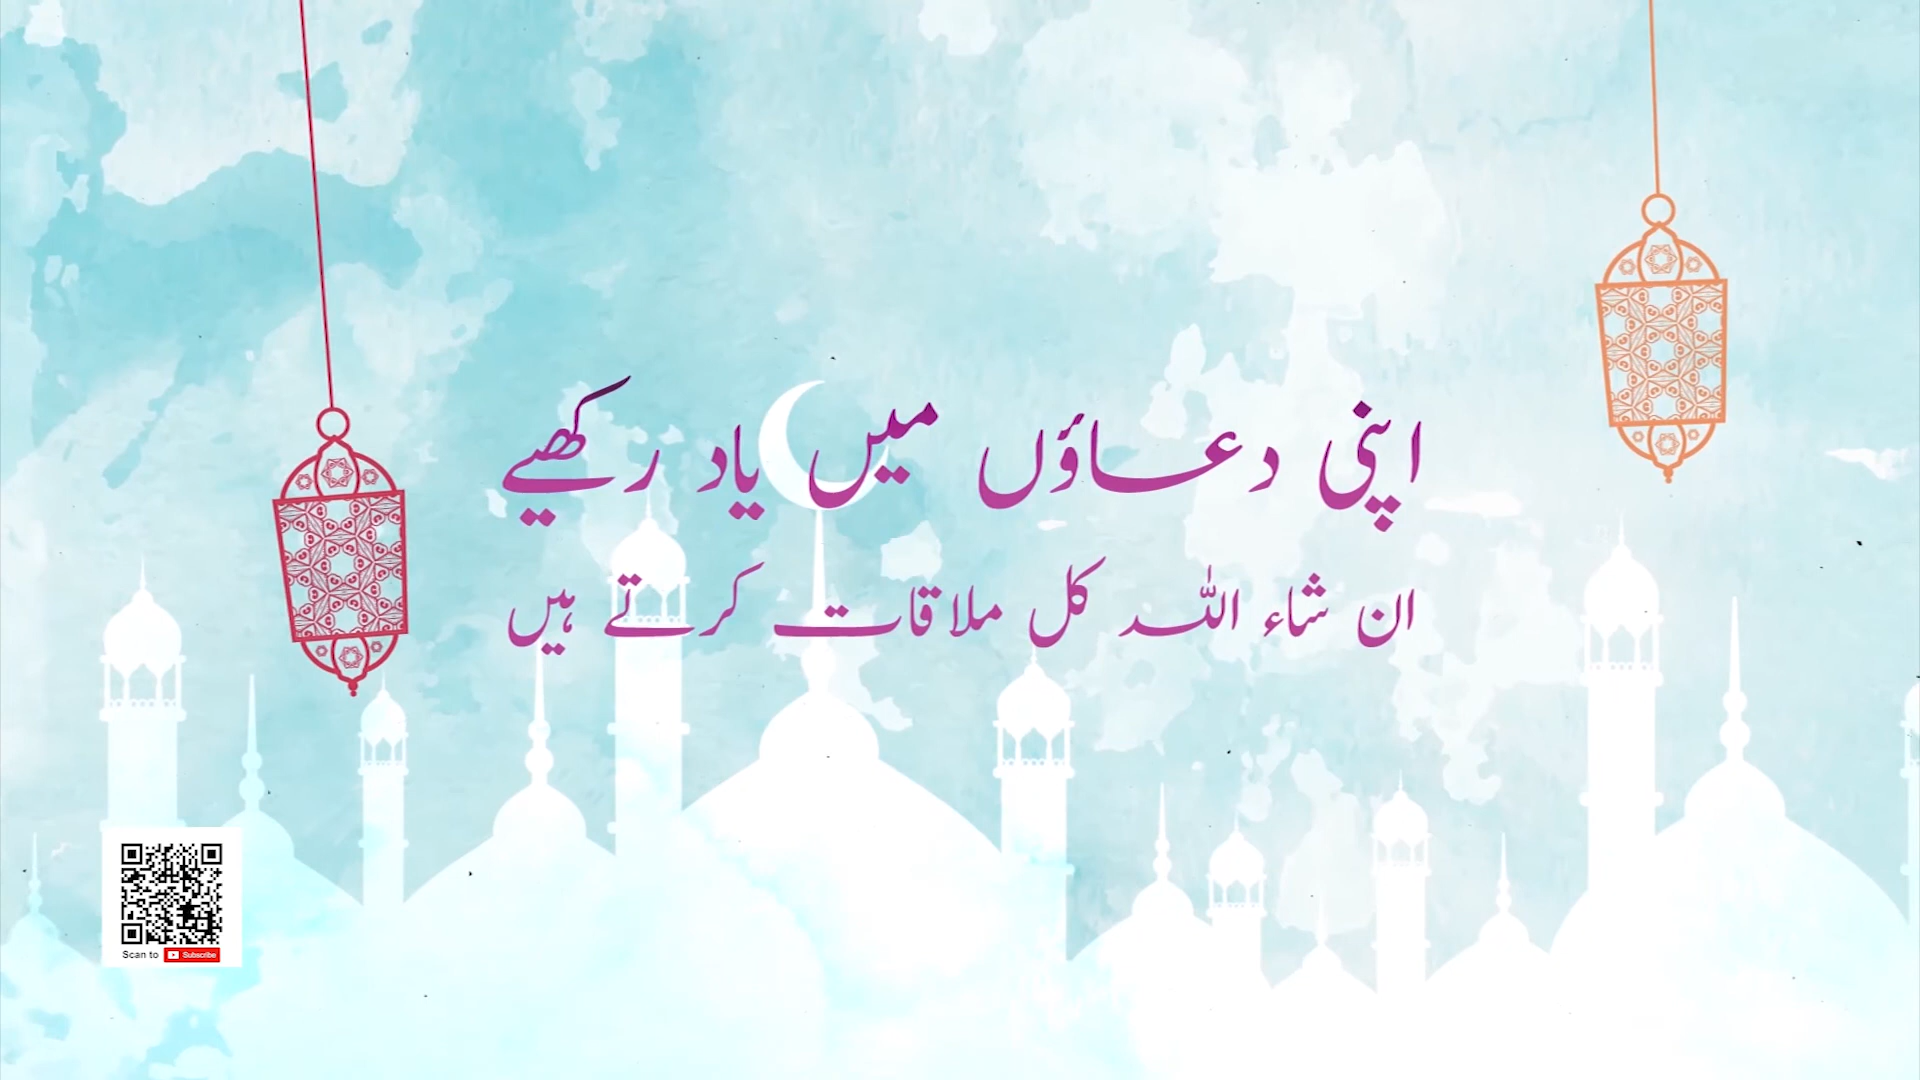 اپنی دعاؤں میں یاد رکھیے
ان شاء اللہ کل ملاقات کرتے ہیں
Scan to Subscribe